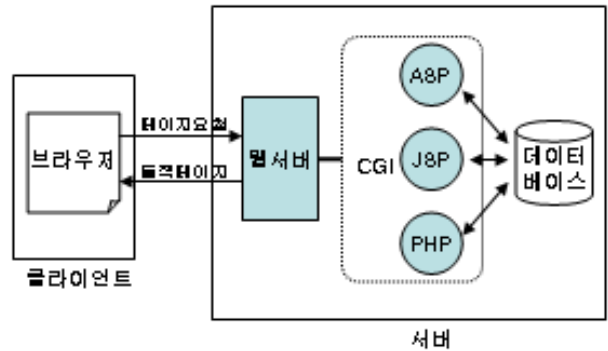 브라우저
클라이언트
페이지요청
동적페이지
웹서버
CGI
ASP
JSP
PHP
데이터
베이스
서버